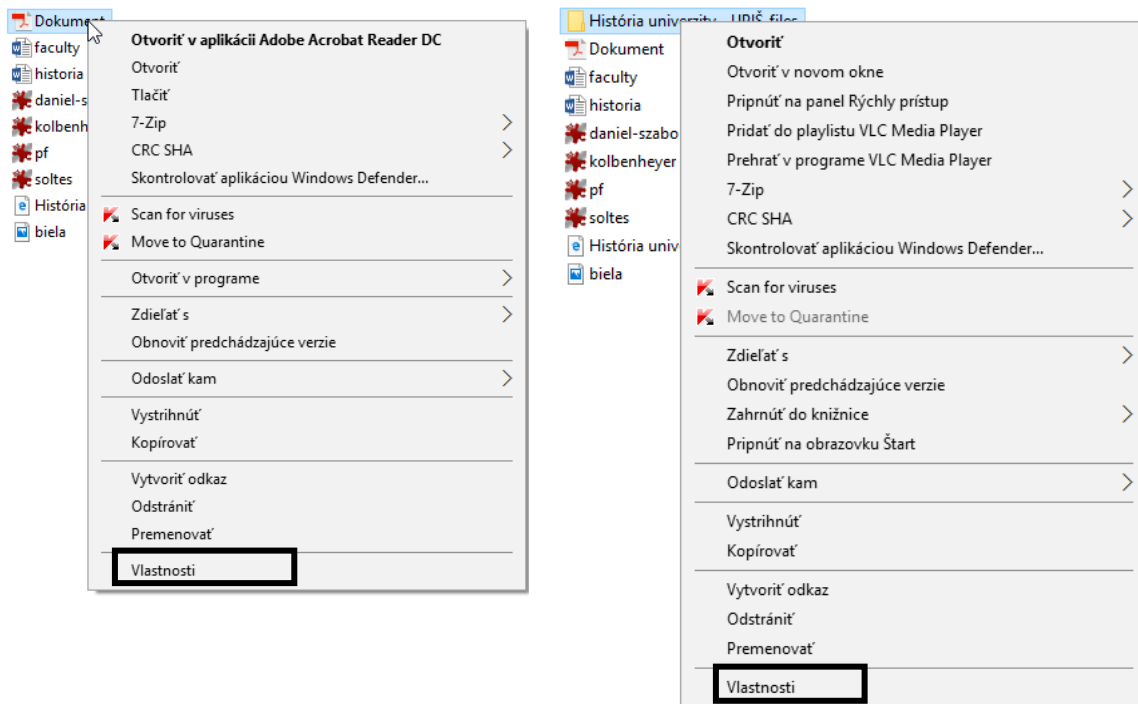 Dokument
faculty
historia
daniel-s
kolbenh
pf
soltes
História
biela
Otvoriť v aplikácii Adobe Acrobat Reader DC
Otvoriť
Tlačiť
7-Zip
CRC SHA
Skontrolovať aplikáciou Windows Defender...
Scan for viruses
Move to Quarantine
Otvoriť v programe
Zdieľať s
Obnoviť predchádzajúce verzie
Odoslať kam
Vystrihnúť
Kopírovať
Vytvoriť odkaz
Odstrániť
Premenovať
Vlastnosti
História univerzity UPJŠ_files
Dokument
faculty
historia
daniel-szabo
kolbenheyer
pf
soltes
História univ
biela
Otvoriť
Otvoriť v novom okne
Pripnúť na panel Rýchly prístup
Pridať do playlistu VLC Media Player
Prehrať v programe VLC Media Player
7-Zip
CRC SHA
Skontrolovať aplikáciou Windows Defender...
Scan for viruses
Move to Quarantine
Zdieľať s
Obnoviť predchádzajúce verzie
Zahrnúť do knižnice
Pripnúť na obrazovku Štart
Odoslať kam
Vystrihnúť
Kopírovať
Vytvoriť odkaz
Odstrániť
Premenovať
Vlastnosti